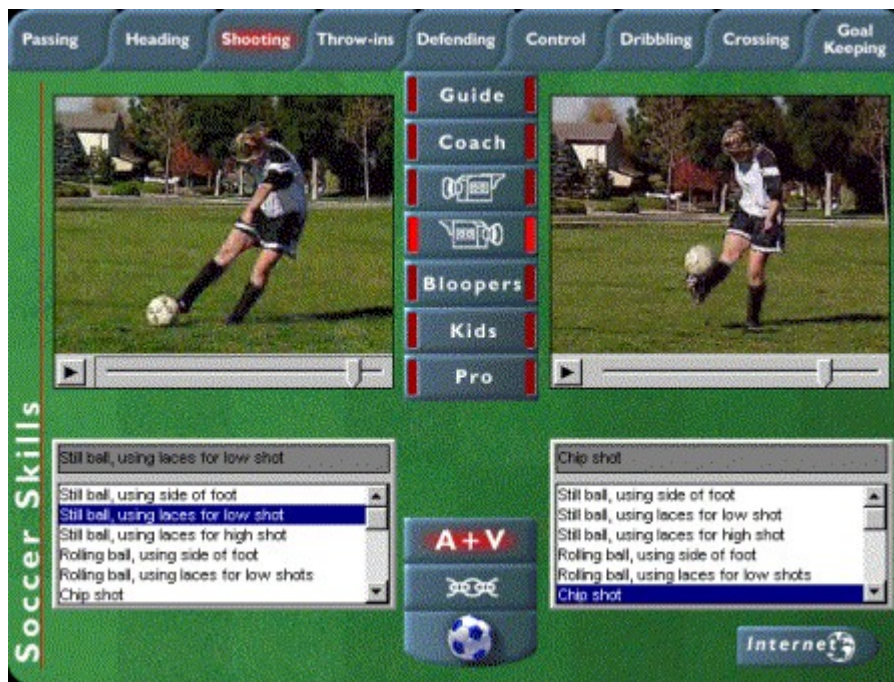 Passing
Heading
Shooting
Throw-ins
Defending
Control
Dribbling
Crossing
Goal
Keeping
Guide
Coach
Bloopers
Kids
Pro
Soccer Skills
Still ball, using laces for low shot
Still ball, using side of foot
Still ball, using laces for low shot
Still ball, using laces for high shot
Rolling ball, using side of foot
Rolling ball, using laces for low shots
Chip shot
A+V
Chip shot
Still ball, using side of foot
Still ball, using laces for low shot
Still ball, using laces for high shot
Rolling ball, using side of foot
Rolling ball, using laces for low shots
Chip shot
Internet